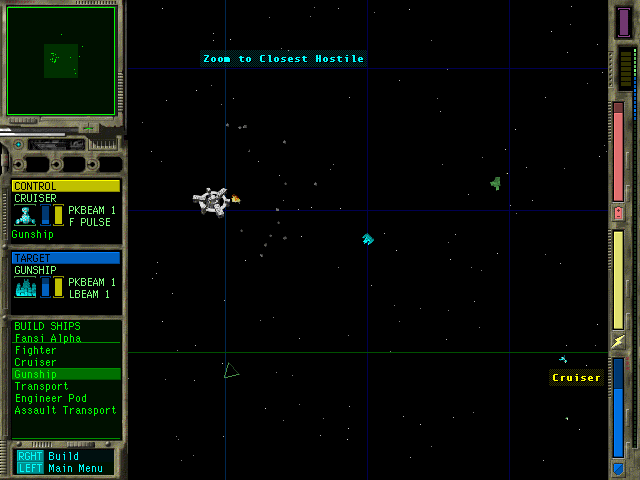 Zoom to Closest Hostile
CONTROL
CRUISER
PKBEAM 1
F PULSE
Gunship
TARGET
GUNSHIP
PKBEAM 1
LBEAM 1
BUILD SHIPS
Fansi Alpha
Fighter
Cruiser
Gunship
Transport
Engineer Pod
Assault Transport
Cruiser
RGHT Build
LEFT Main Menu